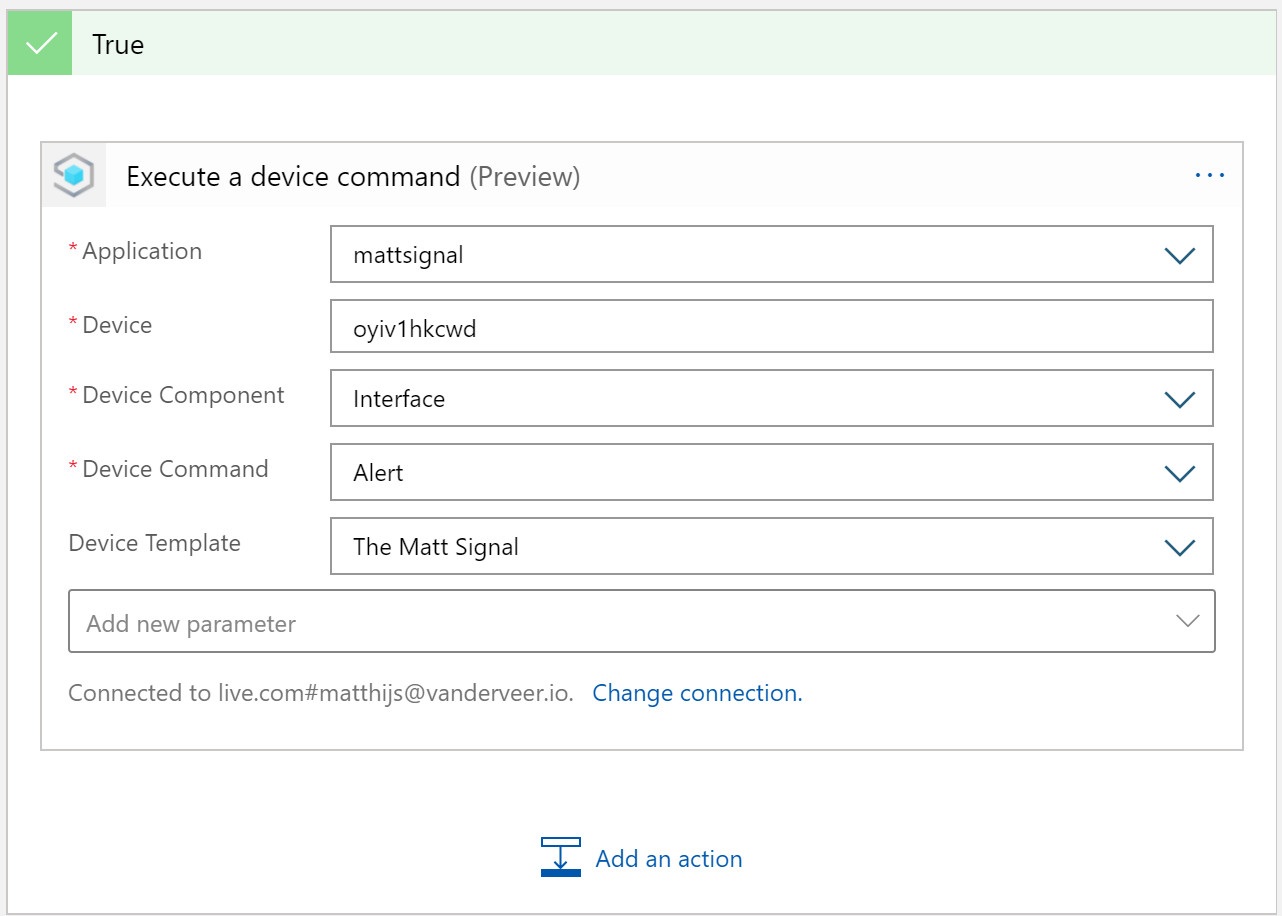 True
Execute a device command (Preview)
* Application
mattsignal
* Device
oyiv1hkcwd
* Device Component
Interface
* Device Command
Alert
Device Template
The Matt Signal
Add new parameter
Connected to live.com#matthijs@vanderveer.io. Change connection.
Add an action